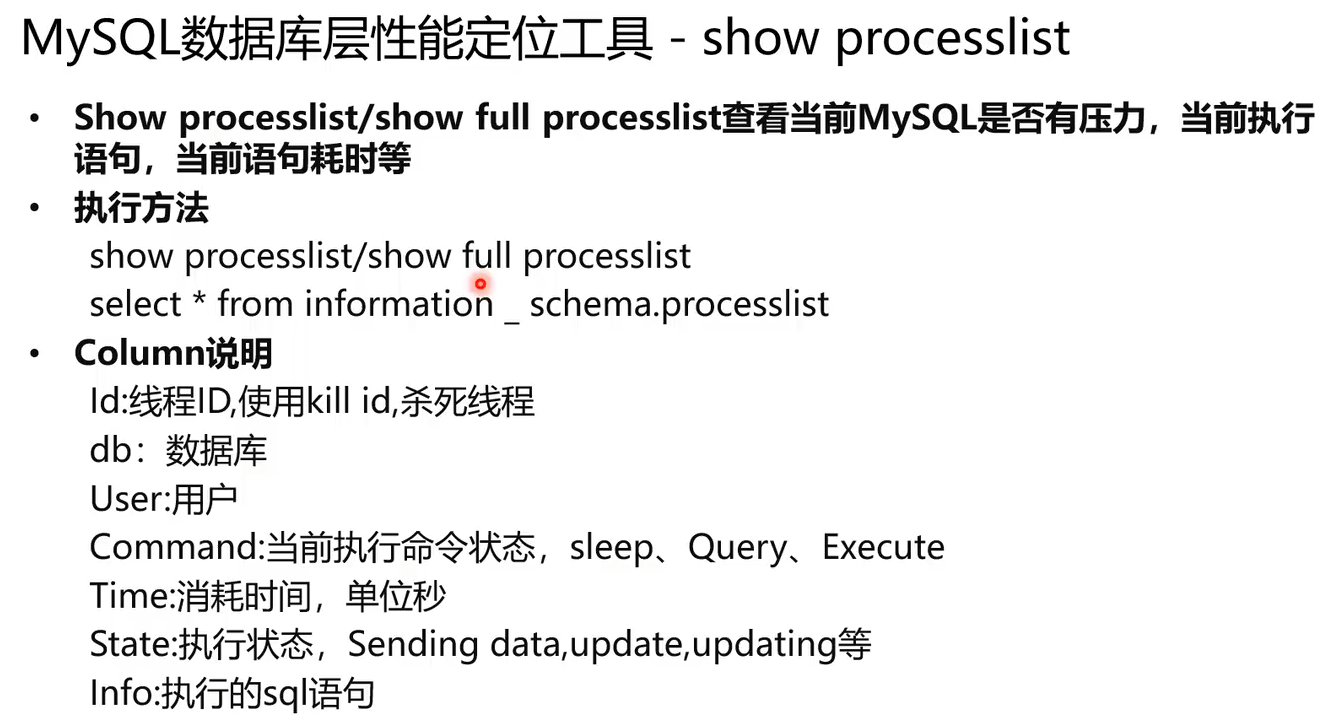 MySQL数据库层性能定位工具 - show processlist
• Show processlist/show full processlist查看当前MySQL是否有压力，当前执行
语句，当前语句耗时等
• 执行方法
show processlist/show full processlist
select * from information _ schema.processlist
• Column说明
Id:线程ID,使用kill id,杀死线程
db：数据库
User:用户
Command:当前执行命令状态，sleep、Query、Execute
Time:消耗时间，单位秒
State:执行状态，Sending data,update,updating等
Info:执行的sql语句